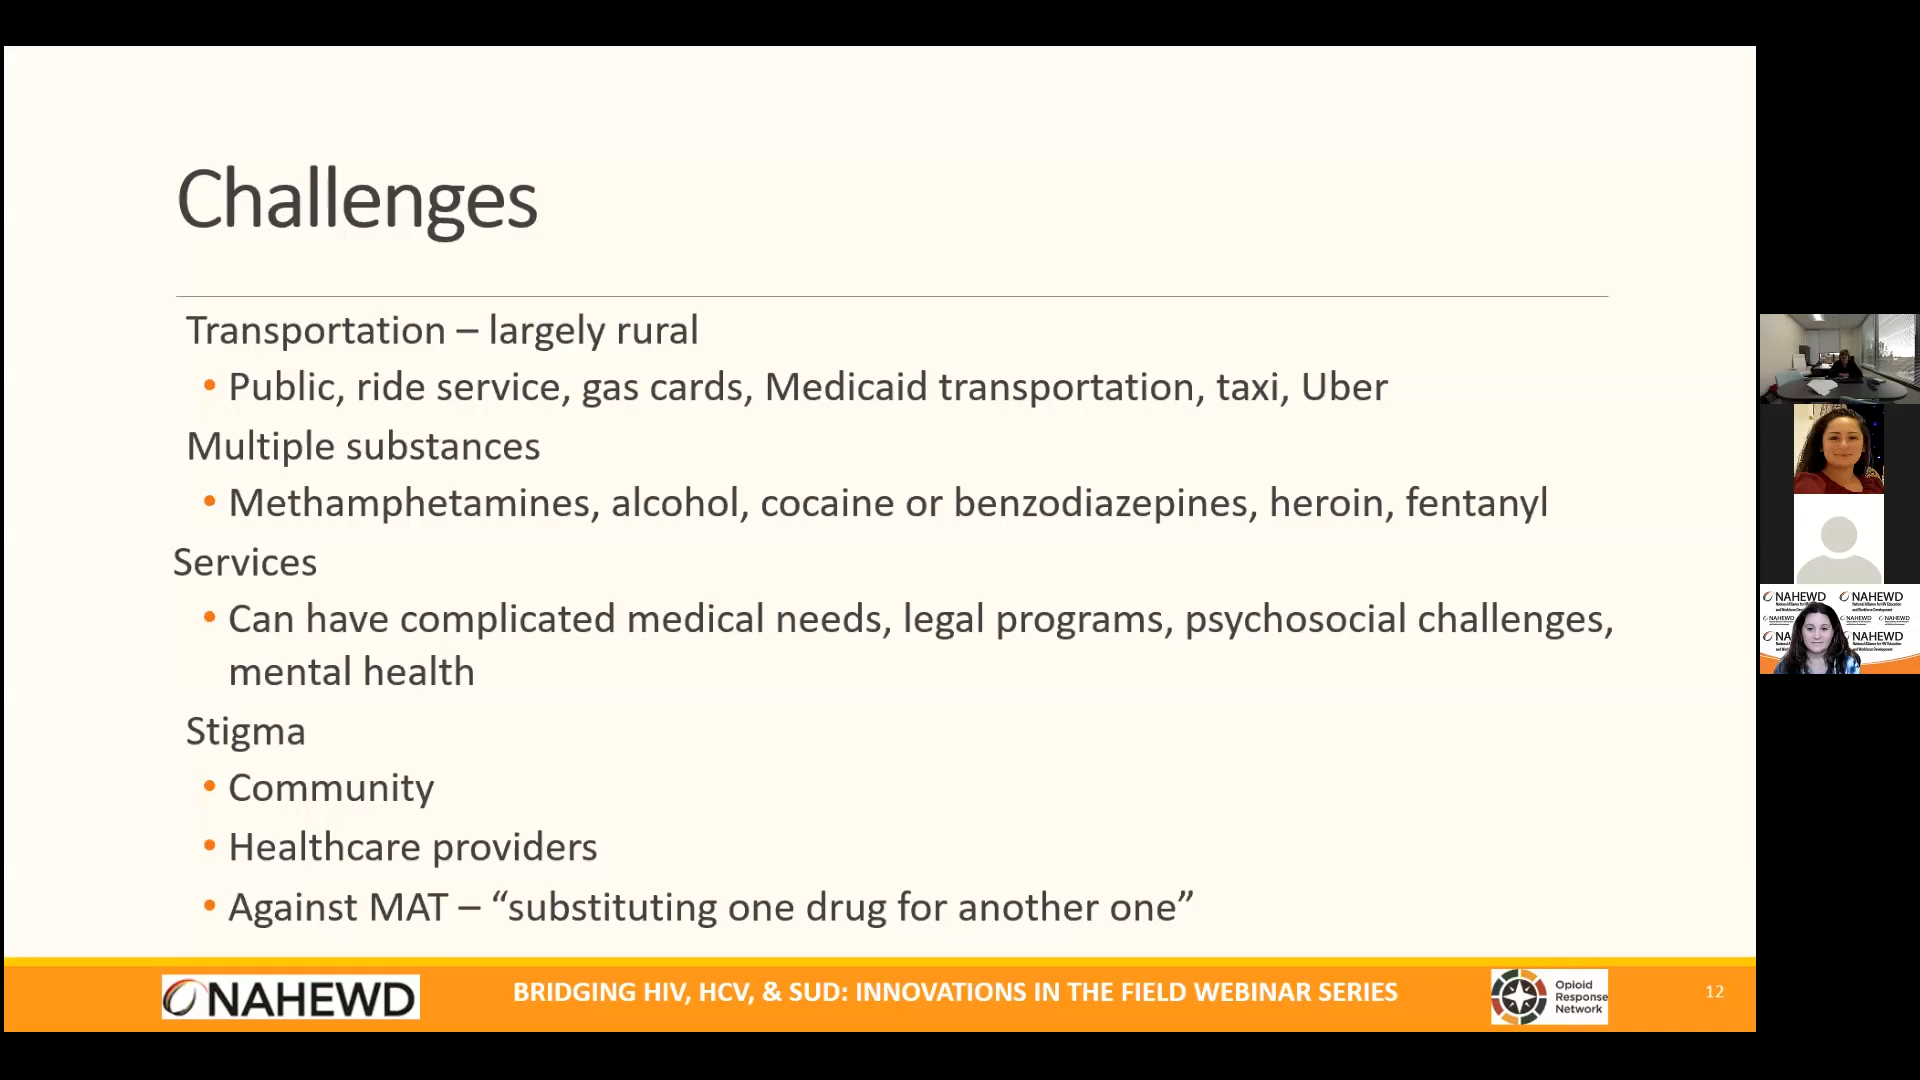 Challenges
Transportation – largely rural
• Public, ride service, gas cards, Medicaid transportation, taxi, Uber
Multiple substances
• Methamphetamines, alcohol, cocaine or benzodiazepines, heroin, fentanyl
Services
• Can have complicated medical needs, legal programs, psychosocial challenges,
mental health
Stigma
• Community
• Healthcare providers
• Against MAT – “substituting one drug for another one”
NAHEWD
BRIDGING HIV, HCV, & SUD: INNOVATIONS IN THE FIELD WEBINAR SERIES
Opioid
Response
Network
12
NAHEWD
NAHEWD
NAHEWD